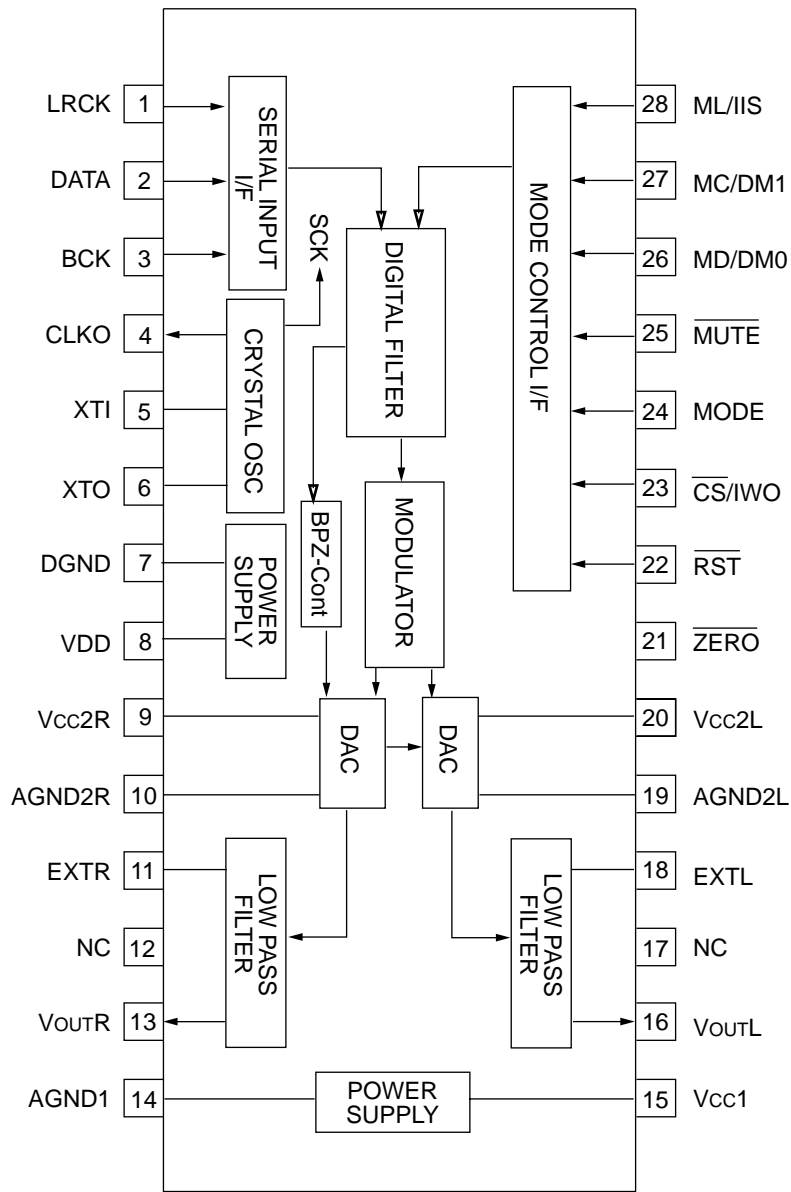 LRCK 1
DATA 2
BCK 3
CLKO 4
XTI 5
XTO 6
DGND 7
VDD 8
VCC2R 9
AGND2R 10
EXTR 11
NC 12
VOUTR 13
AGND1 14
SERIAL INPUT
I/F
SCK
CRYSTAL OSC
POWER
SUPPLY
DIGITAL FILTER
BPZ-Cont
MODULATOR
MODE CONTROL I/F
DAC
DAC
LOW PASS
FILTER
LOW PASS
FILTER
POWER
SUPPLY
28 ML/IIS
27 MC/DM1
26 MD/DM0
25 MUTE
24 MODE
23 CS/IWO
22 RST
21 ZERO
20 VCC2L
19 AGND2L
18 EXTL
17 NC
16 VOUTL
15 VCC1